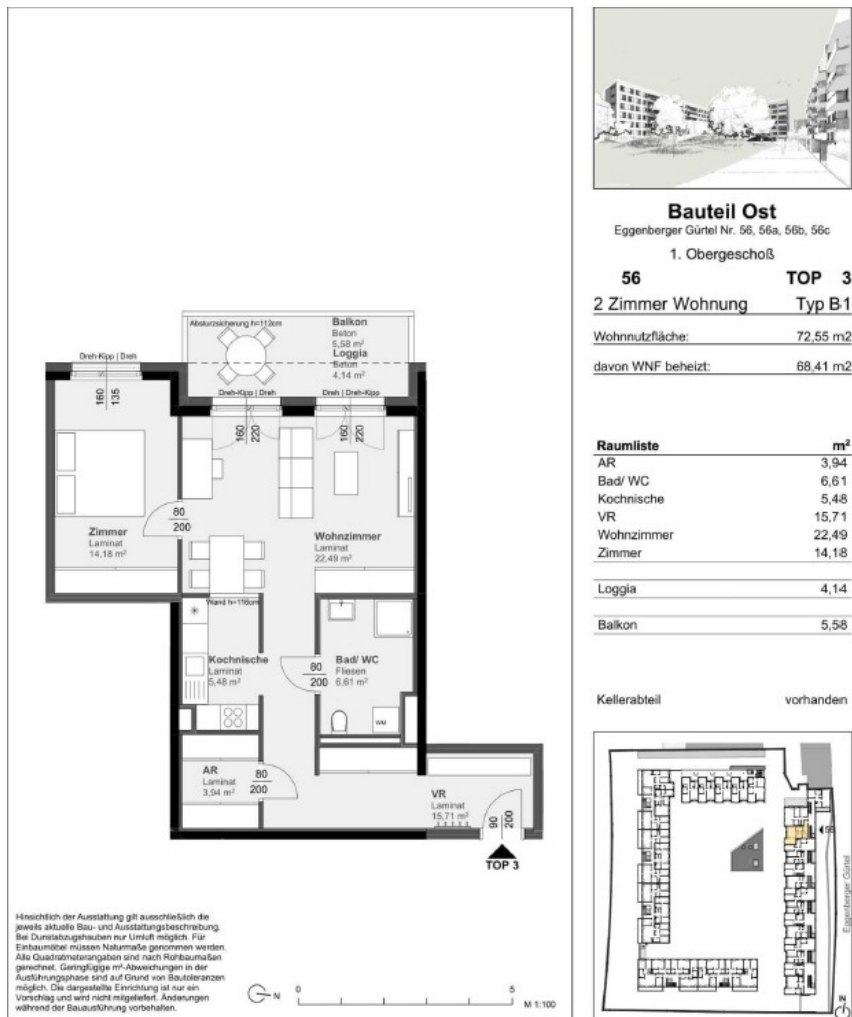 Absturzsicherung h=112cm
Balkon
Beton
5,58 m²
Loggia
Beton
4,14 m²
Dreh-Kipp | Dreh
160
135
Dreh-Kipp | Dreh
160
220
Dreh | Dreh-Kipp
160
220
80
200
Zimmer
Laminat
14,18 m²
Wohnzimmer
Laminat
22,49 m²
Wand h=116cm
Kochnische
Laminat
5,48 m²
80
200
Bad/ WC
Fliesen
6,61 m²
WM
AR
Laminat
3,94 m²
80
200
VR
Laminat
15,71 m²
90
200
TOP 3
Hinsichtlich der Ausstattung gilt ausschließlich die
jeweils aktuelle Bau- und Ausstattungsbeschreibung.
Bei Dunstabzugshauben nur Umluft möglich. Für
Einbaumöbel müssen Naturmaße genommen werden.
Alle Quadratmeterangaben sind nach Rohbaumaßen
gerechnet. Geringfügige m²-Abweichungen in der
Ausführungsphase sind auf Grund von Bautoleranzen
möglich. Die dargestellte Einrichtung ist nur ein
Vorschlag und wird nicht mitgeliefert. Änderungen
während der Bauausführung vorbehalten.
N
0 5
M 1:100
Bauteil Ost
Eggenberger Gürtel Nr. 56, 56a, 56b, 56c
1. Obergeschoß
56 TOP 3
2 Zimmer Wohnung Typ B1
Wohnnutzfläche: 72,55 m2
davon WNF beheizt: 68,41 m2
Raumliste m²
AR 3,94
Bad/ WC 6,61
Kochnische 5,48
VR 15,71
Wohnzimmer 22,49
Zimmer 14,18
Loggia 4,14
Balkon 5,58
Kellerabteil vorhanden
56
Eggenberger Gürtel
N